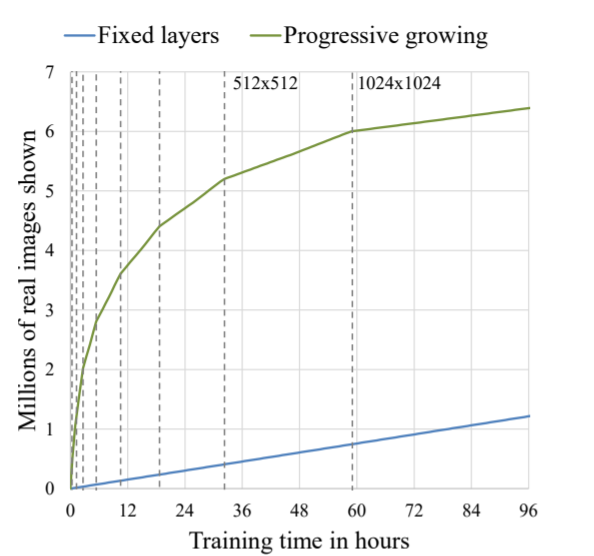 Fixed layers Progressive growing
7
6
5
4
3
2
1
0
512x512 1024x1024
Millions of real images shown
0 12 24 36 48 60 72 84 96
Training time in hours